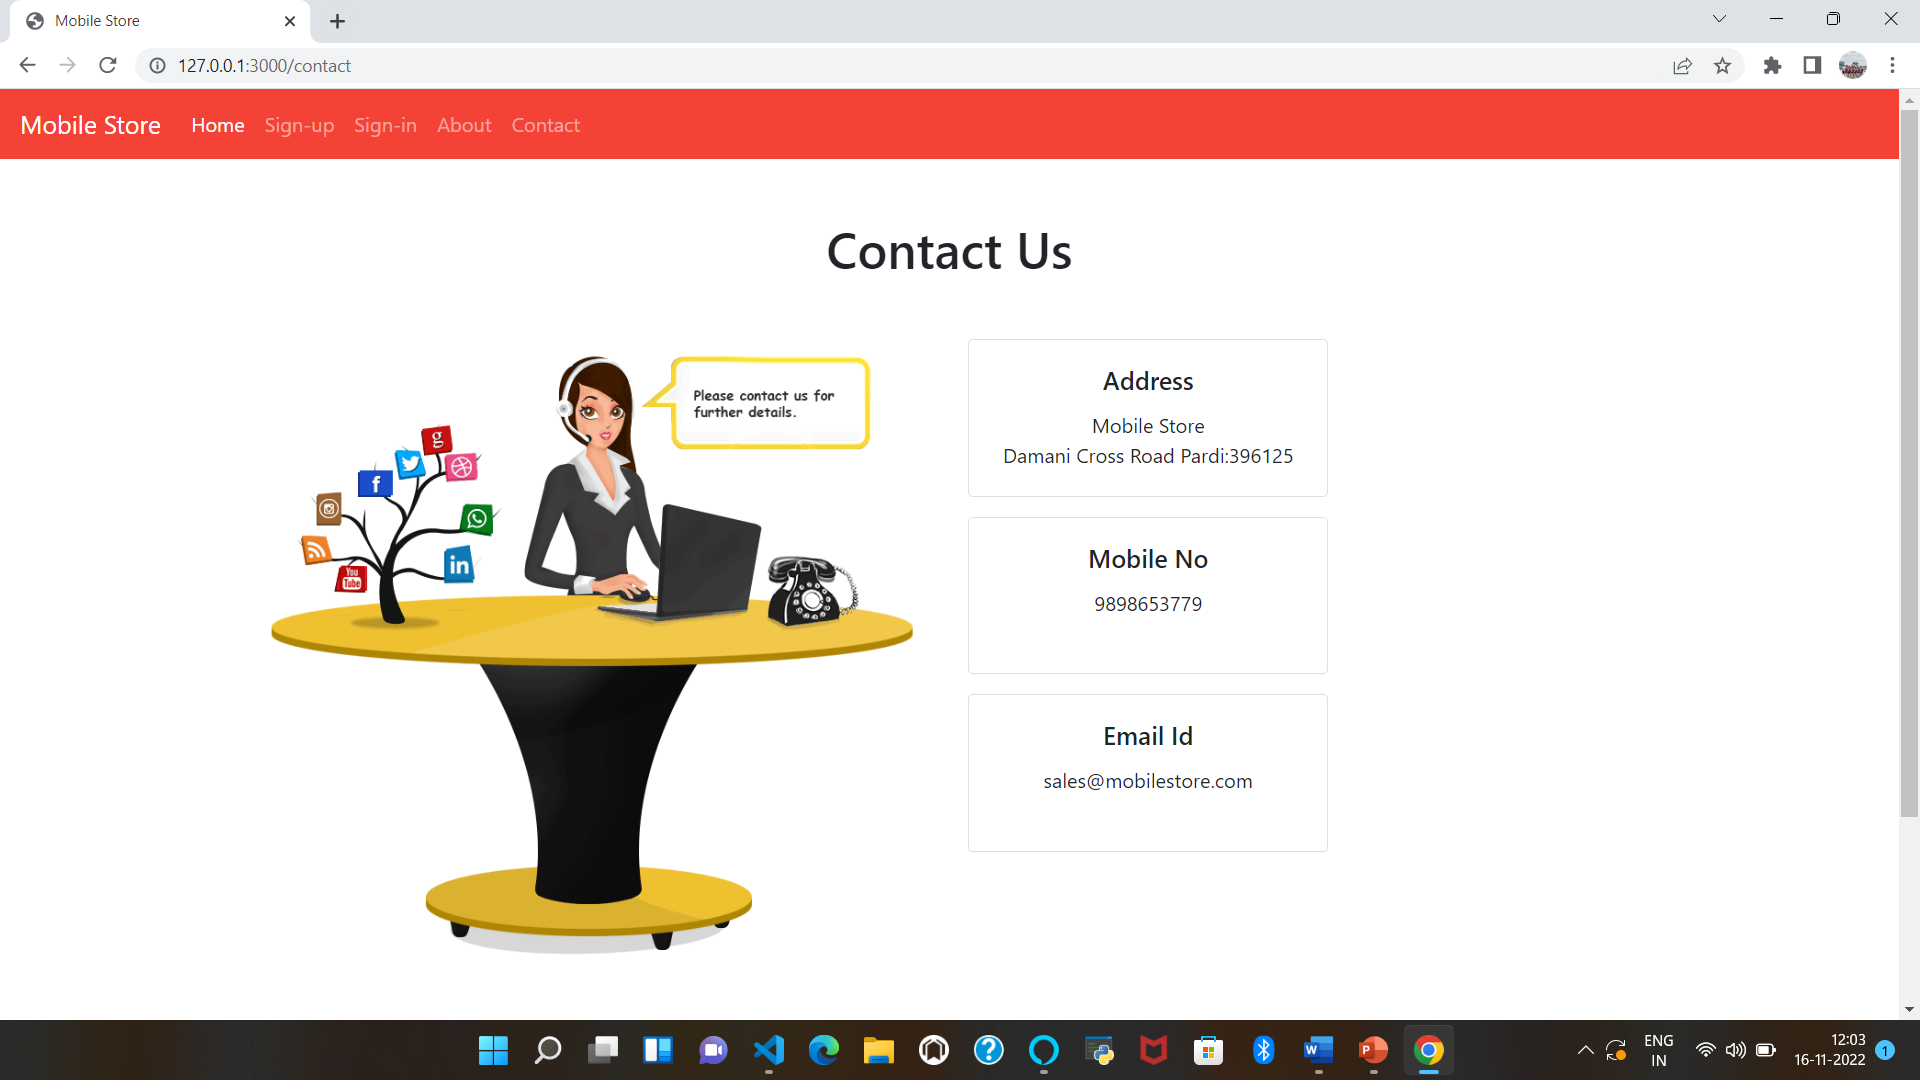 Mobile Store
127.0.0.1:3000/contact
Mobile Store Home Sign-up Sign-in About Contact
Contact Us
Please contact us for
further details.
g
f
in
You
Tube
Address
Mobile Store
Damani Cross Road Pardi:396125
Mobile No
9898653779
Email Id
sales@mobilestore.com
W
P
ENG
IN
12:03
16-11-2022
1